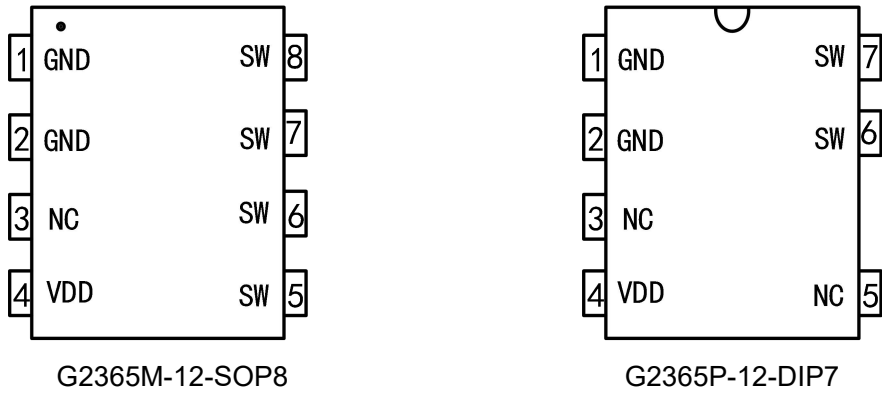 1 GND SW 8
2 GND SW 7
3 NC SW 6
4 VDD SW 5
G2365M-12-SOP8
1 GND SW 7
2 GND SW 6
3 NC
4 VDD NC 5
G2365P-12-DIP7